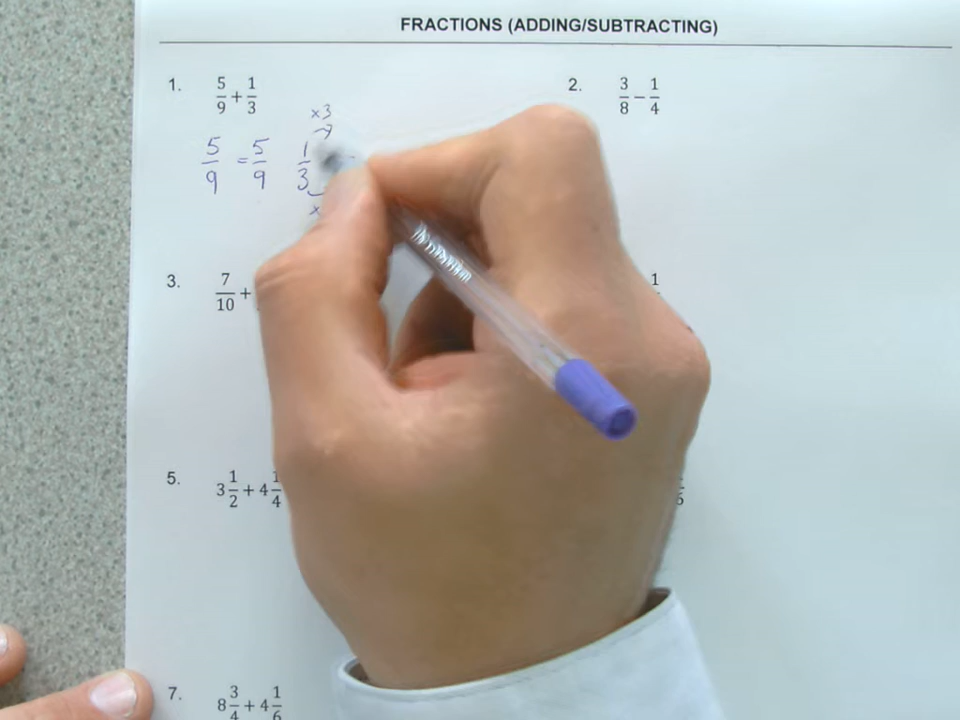 FRACTIONS (ADDING/SUBTRACTING)
1. 5/9 + 1/3
2. 3/8 − 1/4
×3
5/9 = 5/9 1/3
×
3. 7/10 +
1
5. 3 1/2 + 4 1/4
7. 8 3/4 + 4 1/6